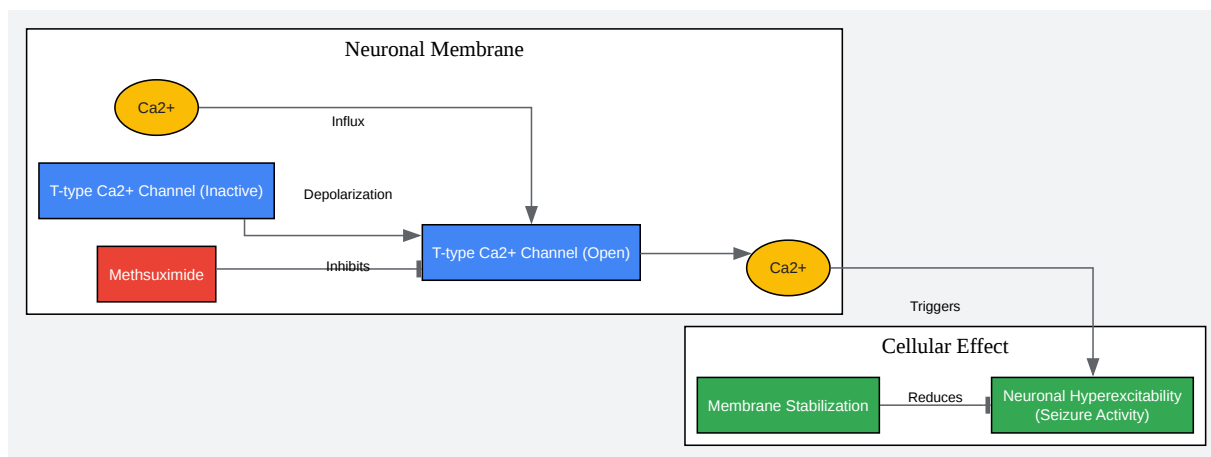 Neuronal Membrane
Ca2+
Influx
T-type Ca2+ Channel (Inactive)
Depolarization
T-type Ca2+ Channel (Open)
Methsuximide
Inhibits
Ca2+
Triggers
Cellular Effect
Membrane Stabilization
Reduces
Neuronal Hyperexcitability
(Seizure Activity)